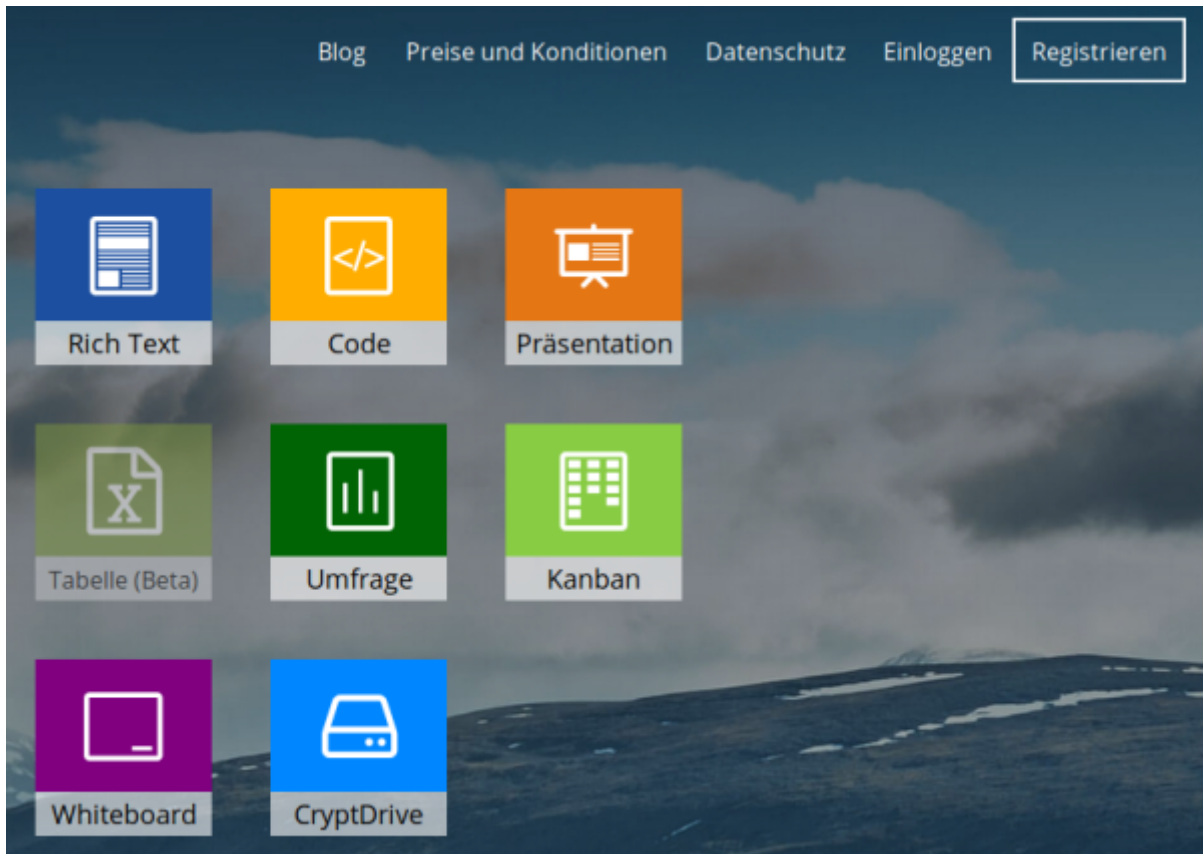 Blog Preise und Konditionen Datenschutz Einloggen Registrieren
Rich Text Code Präsentation
Tabelle (Beta) Umfrage Kanban
Whiteboard CryptDrive